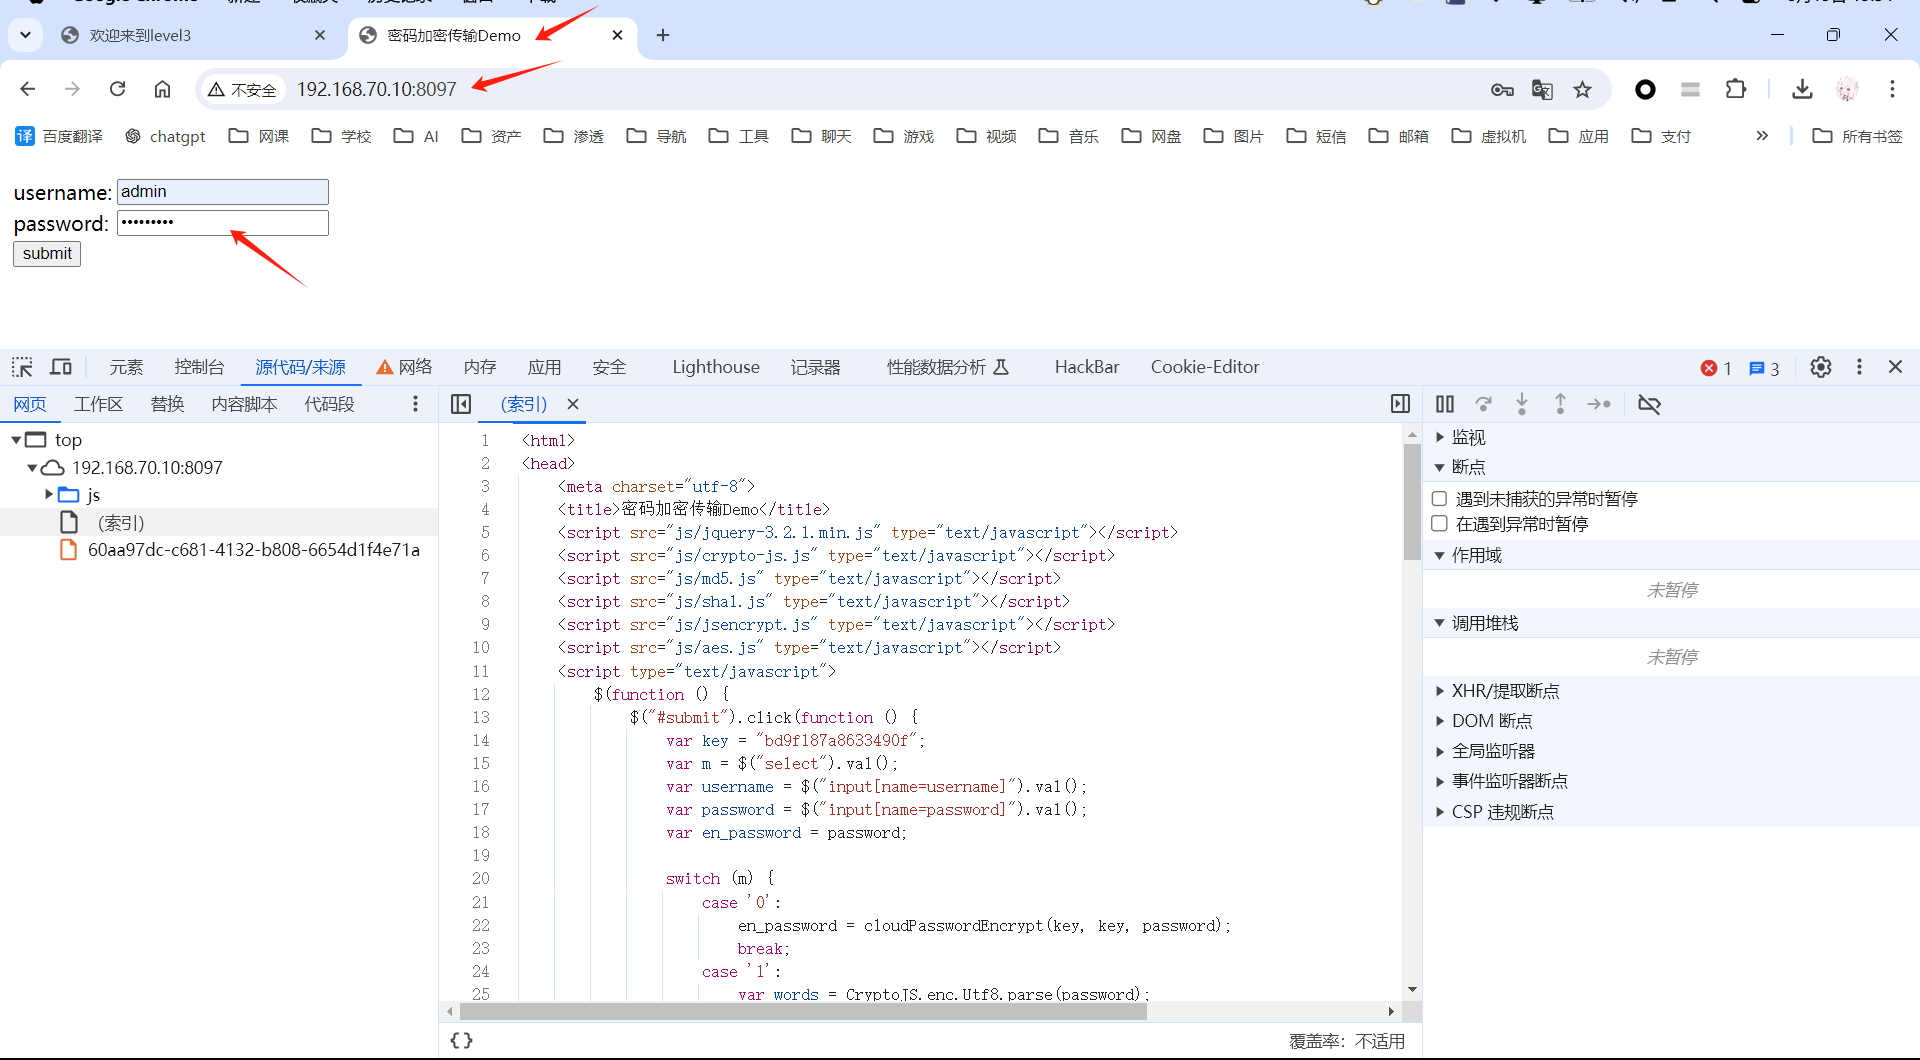 欢迎来到level3
密码加密传输Demo
不安全
192.168.70.10:8097
百度翻译 chatgpt 网课 学校 AI 资产 渗透 导航 工具 聊天 游戏 视频 音乐 网盘 图片 短信 邮箱 虚拟机 应用 支付 » 所有书签
username: admin
password: •••••••••
submit
元素 控制台 源代码/来源 网络 内存 应用 安全 Lighthouse 记录器 性能数据分析 HackBar Cookie-Editor 1 3
网页 工作区 替换 内容脚本 代码段
(索引)
top
192.168.70.10:8097
js
(索引)
60aa97dc-c681-4132-b808-6654d1f4e71a
1 <html>
2 <head>
3 <meta charset="utf-8">
4 <title>密码加密传输Demo</title>
5 <script src="js/jquery-3.2.1.min.js" type="text/javascript"></script>
6 <script src="js/crypto-js.js" type="text/javascript"></script>
7 <script src="js/md5.js" type="text/javascript"></script>
8 <script src="js/sha1.js" type="text/javascript"></script>
9 <script src="js/jsencrypt.js" type="text/javascript"></script>
10 <script src="js/aes.js" type="text/javascript"></script>
11 <script type="text/javascript">
12 $(function () {
13 $("#submit").click(function () {
14 var key = "bd9f187a8633490f";
15 var m = $("select").val();
16 var username = $("input[name=username]").val();
17 var password = $("input[name=password]").val();
18 var en_password = password;
19
20 switch (m) {
21 case '0':
22 en_password = cloudPasswordEncrypt(key, key, password);
23 break;
24 case '1':
25 var words = CryptoJS.enc.Utf8.parse(password);
{}
覆盖率：不适用
监视
断点
遇到未捕获的异常时暂停
在遇到异常时暂停
作用域
未暂停
调用堆栈
未暂停
XHR/提取断点
DOM 断点
全局监听器
事件监听器断点
CSP 违规断点